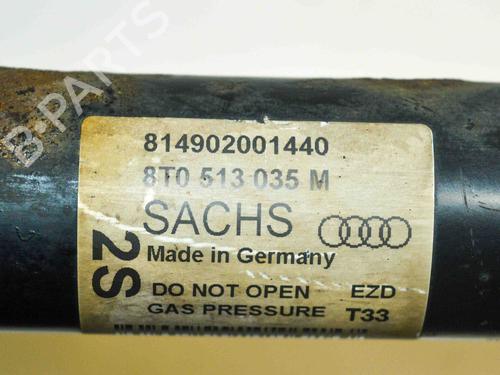 B-PARTS
814902001440
8T0 513 035 M
SACHS
2S
Made in Germany
DO NOT OPEN EZD
GAS PRESSURE T33